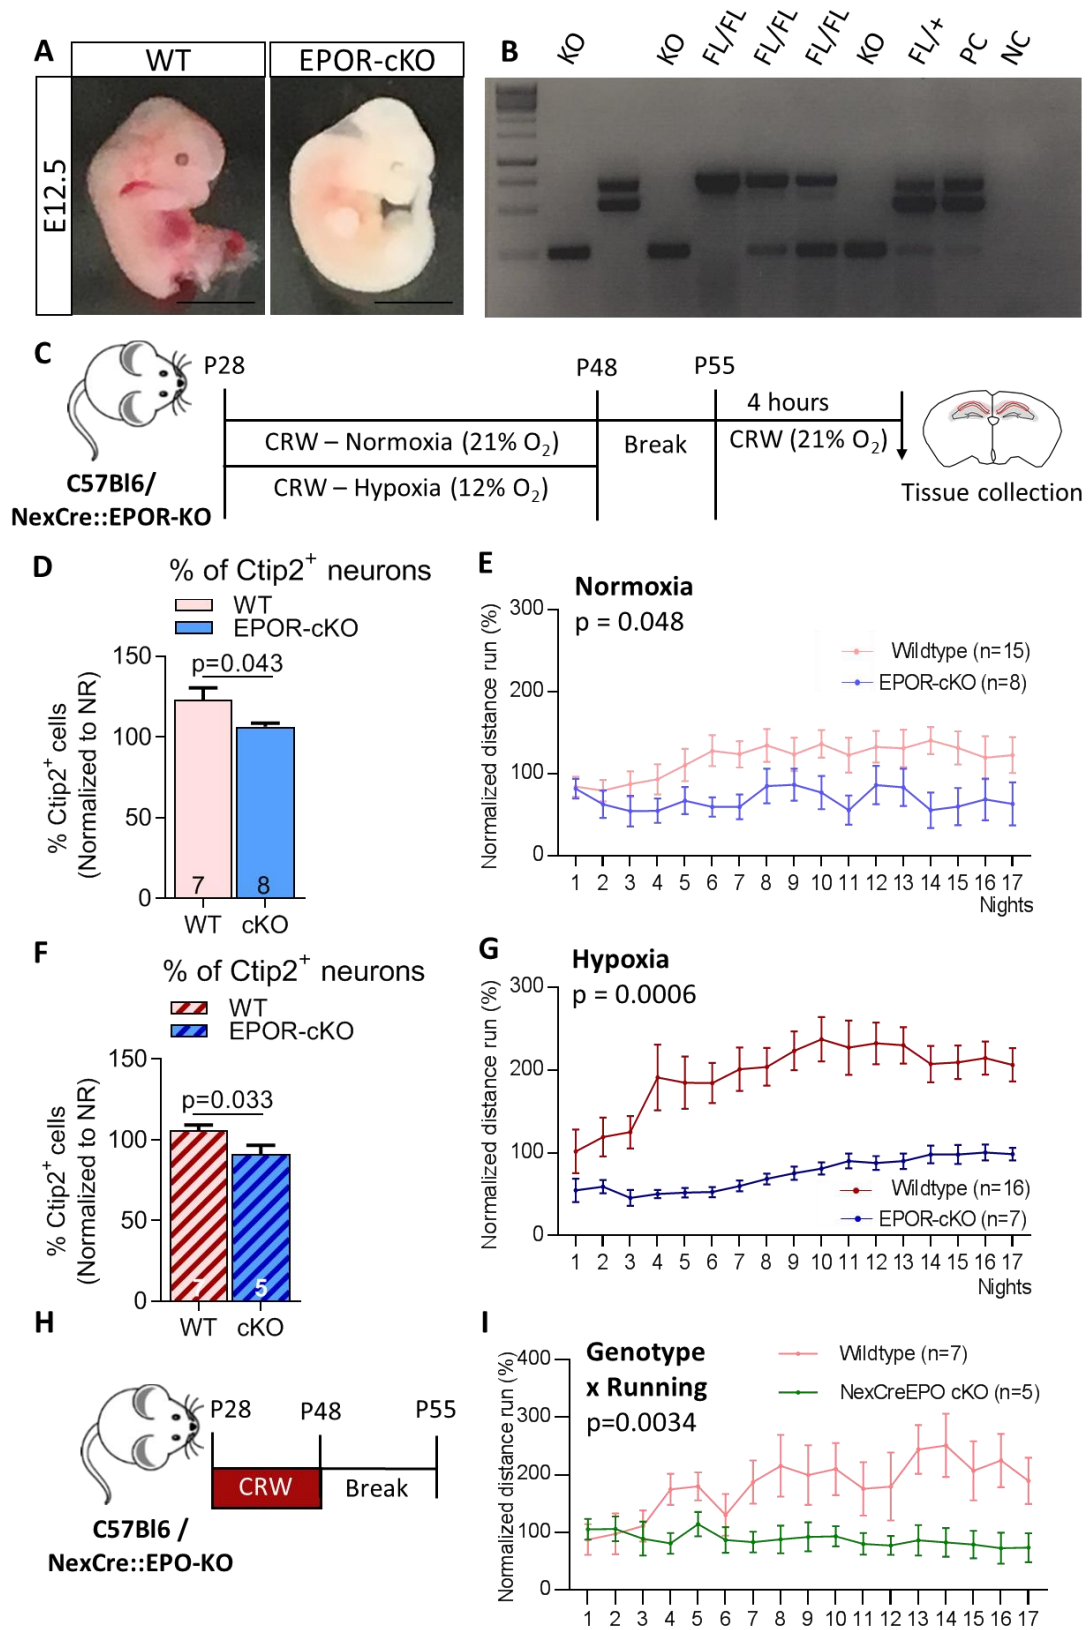 A
WT
EPOR-cKO
E12.5
B
KO
KO
FL/FL
FL/FL
FL/FL
KO
FL/+
PC
NC
C
P28
P48
P55
4 hours
CRW – Normoxia (21% O₂)
Break
CRW (21% O₂)
CRW – Hypoxia (12% O₂)
C57Bl6/
NexCre::EPOR-KO
Tissue collection
D
% of Ctip2⁺ neurons
WT
EPOR-cKO
p=0.043
% Ctip2⁺ cells
(Normalized to NR)
150
100
50
0
7
8
WT
cKO
E
Normoxia
p = 0.048
Normalized distance run (%)
300
200
100
0
Wildtype (n=15)
EPOR-cKO (n=8)
1 2 3 4 5 6 7 8 9 10 11 12 13 14 15 16 17
Nights
F
% of Ctip2⁺ neurons
WT
EPOR-cKO
p=0.033
% Ctip2⁺ cells
(Normalized to NR)
150
100
50
0
7
5
WT
cKO
G
Hypoxia
p = 0.0006
Normalized distance run (%)
300
200
100
0
Wildtype (n=16)
EPOR-cKO (n=7)
1 2 3 4 5 6 7 8 9 10 11 12 13 14 15 16 17
Nights
H
P28
P48
P55
CRW
Break
C57Bl6 /
NexCre::EPO-KO
I
Genotype
x Running
p=0.0034
Normalized distance run (%)
400
300
200
100
0
Wildtype (n=7)
NexCreEPO cKO (n=5)
1 2 3 4 5 6 7 8 9 10 11 12 13 14 15 16 17